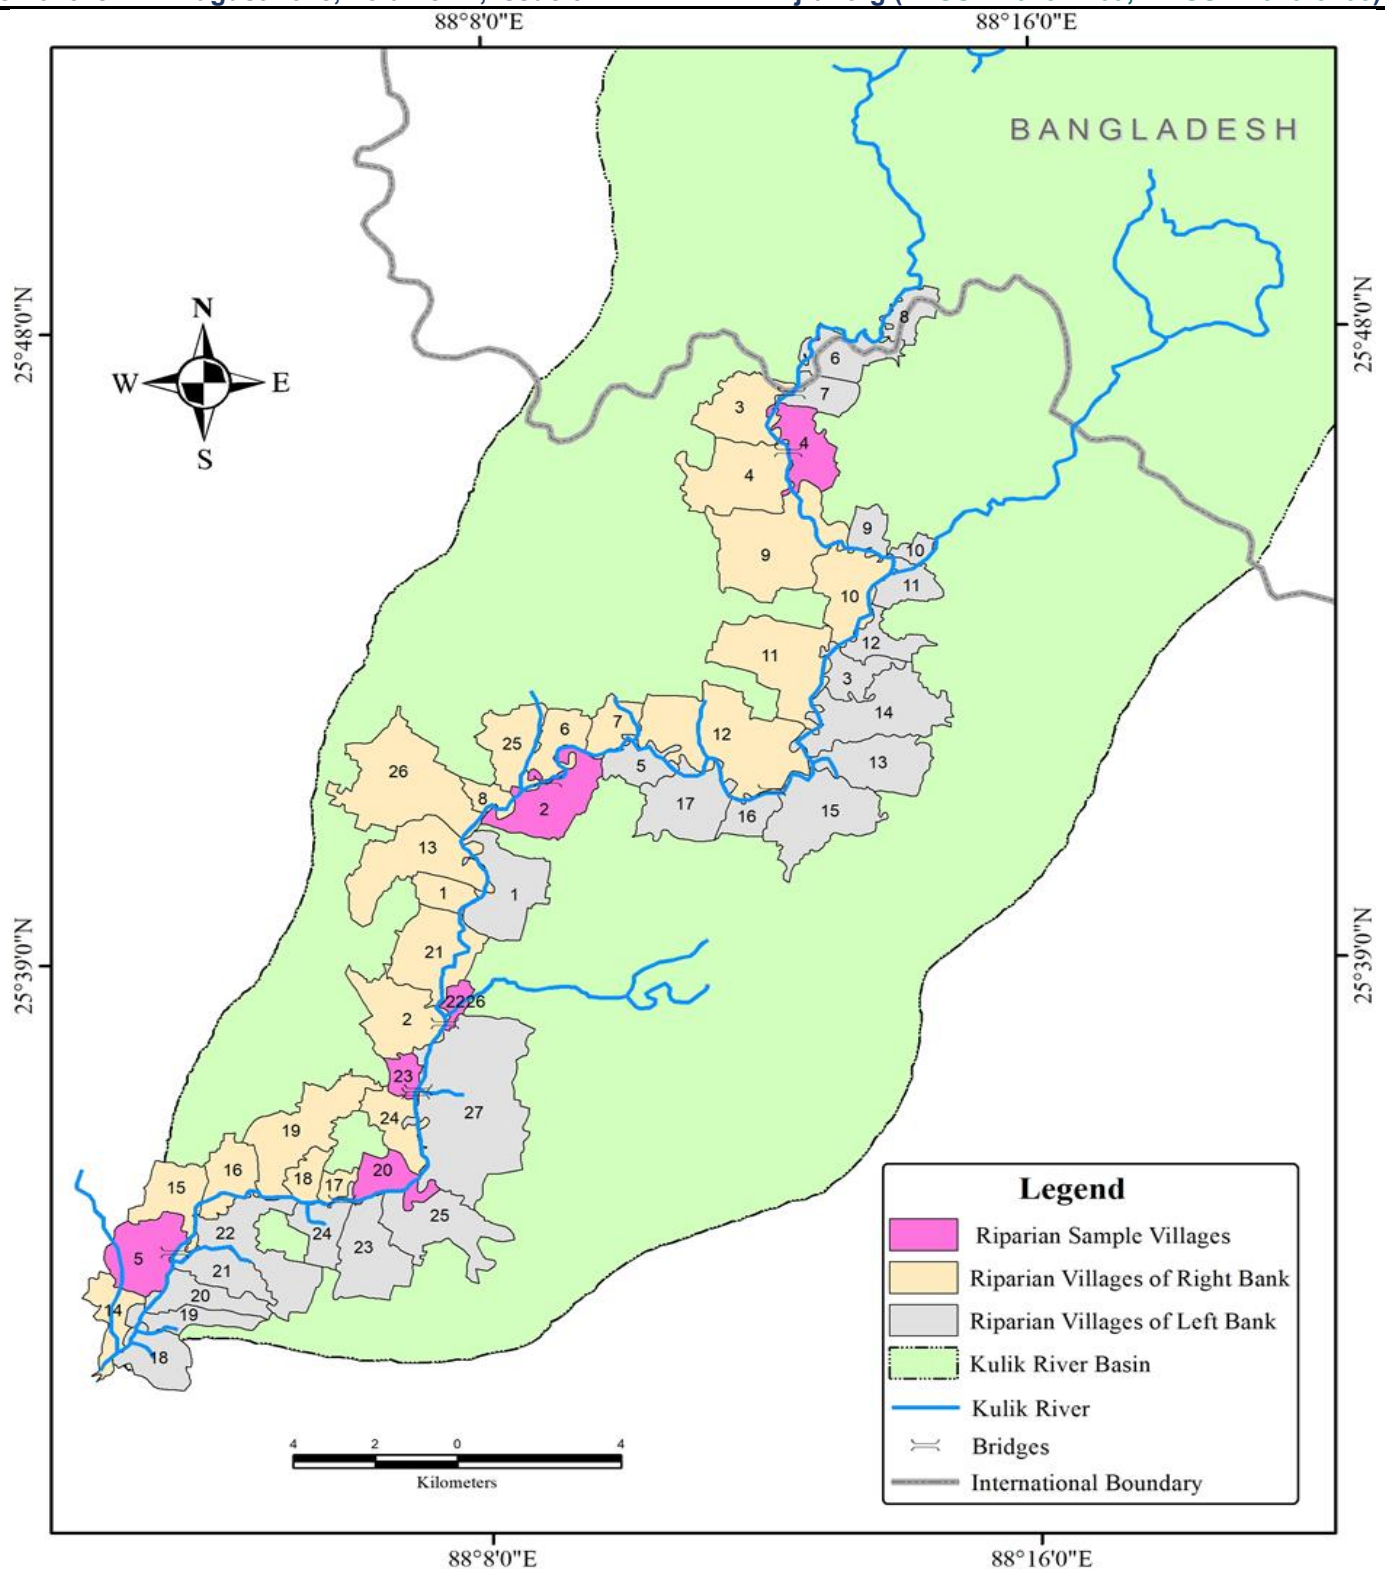 88°8'0"E 88°16'0"E
BANGLADESH
25°48'0"N 25°48'0"N
N
W E
S
8
6
7
3
4
4
9
9
10
11
10
12
11
3
14
12
13
7
6
25
5
26
8
2
17
16
15
13
1
1
21
25°39'0"N 25°39'0"N
22 26
2
23
27
24
19
20
16
18
17
15
25
22
24
23
5
21
20
14
19
18
Legend
Riparian Sample Villages
Riparian Villages of Right Bank
Riparian Villages of Left Bank
Kulik River Basin
Kulik River
Bridges
International Boundary
4 2 0 4
Kilometers
88°8'0"E 88°16'0"E